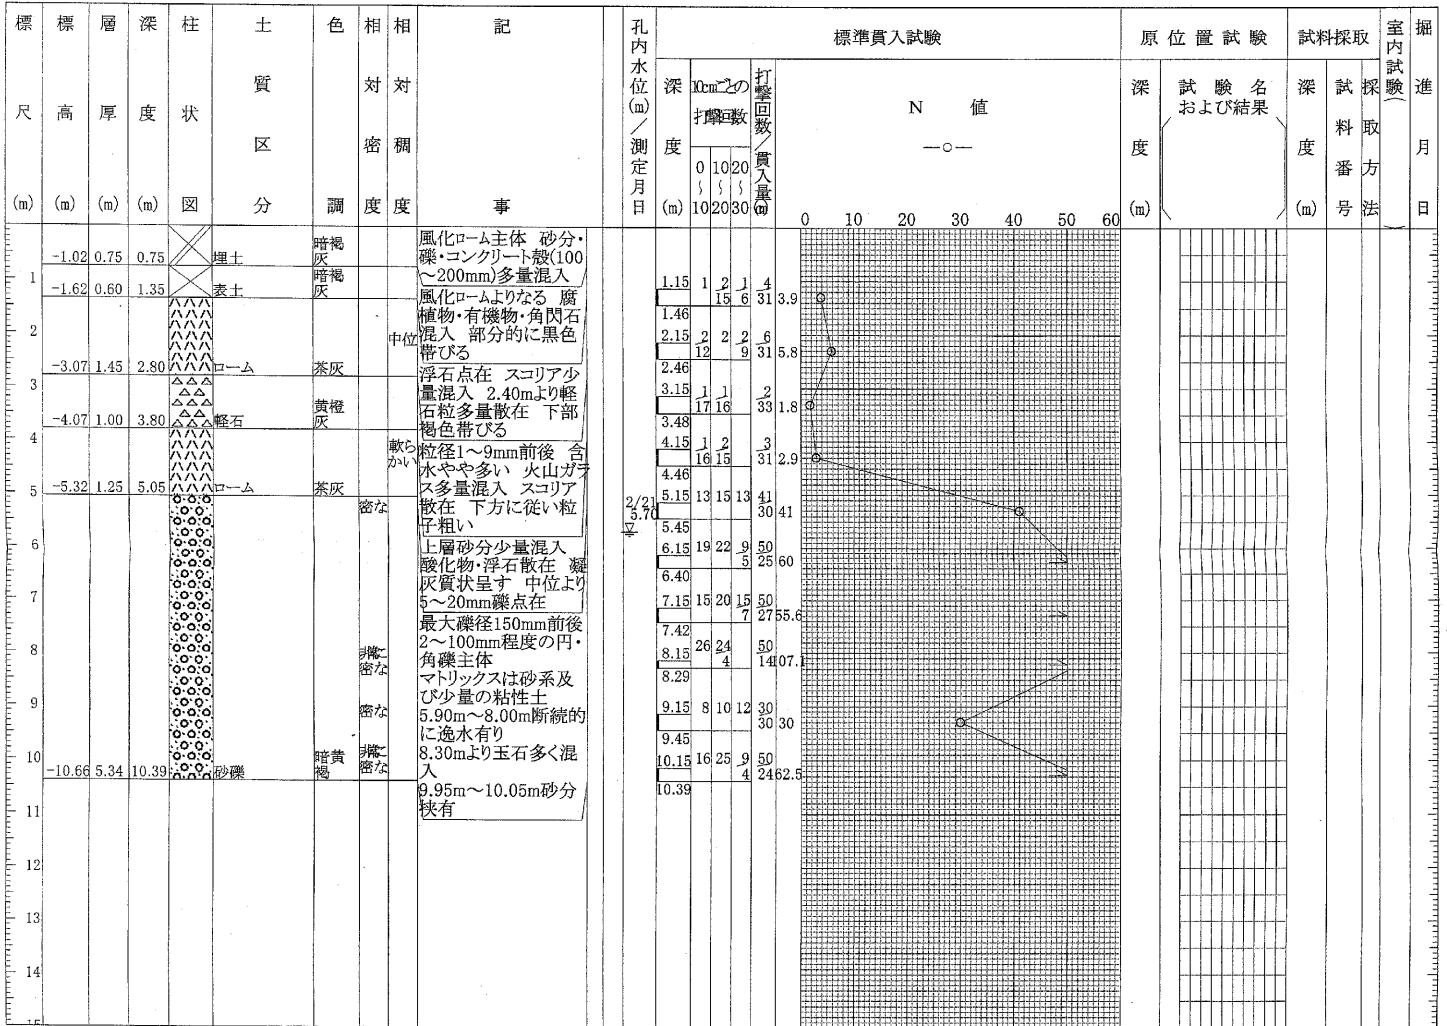 標尺(m)
標高(m)
層厚(m)
深度(m)
柱状図
土質区分
色調
相対密度
相対稠度
記事
孔内水位(m)/測定月日
標準貫入試験
深度(m)
10cmごとの
打撃回数
0 10 20
~ ~ ~
10 20 30
打撃回数/貫入量(m)
N 値
―○―
0 10 20 30 40 50 60
原位置試験
深度(m)
試験名
および結果
試料採取
深度(m)
試料番号
採取方法
室内試験( )
掘進月日
-1.02 0.75 0.75 埋土 暗褐灰
-1.62 0.60 1.35 表土 暗褐灰
-3.07 1.45 2.80 ローム 茶灰 中位
-4.07 1.00 3.80 軽石 黄橙灰
-5.32 1.25 5.05 ローム 茶灰 軟らかい
-10.66 5.34 10.39 砂礫 暗黄褐
密な
非常に密な
密な
非常に密な
1
2
3
4
5
6
7
8
9
10
11
12
13
14
15
風化ローム主体 砂分・
礫・コンクリート殻(100
~200mm)多量混入
風化ロームよりなる 腐
植物・有機物・角閃石
混入 部分的に黒色
帯びる
浮石点在 スコリア少
量混入 2.40mより軽
石粒多量散在 下部
褐色帯びる
粒径1~9mm前後 含
水やや多い 火山ガラ
ス多量混入 スコリア
散在 下方に従い粒
子粗い
上層砂分少量混入
酸化物・浮石散在 凝
灰質状呈す 中位より
5~20mm礫点在
最大礫径150mm前後
2~100mm程度の円・
角礫主体
マトリックスは砂系及
び少量の粘性土
5.90m~8.00m断続的
に逸水有り
8.30mより玉石多く混
入
9.95m~10.05m砂分
挟有
2/21
5.70
1.15 1 2 1 4
15 6 31 3.9
1.46
2.15 2 2 2 6
12 9 31 5.8
2.46
3.15 1 1 2
17 16 33 1.8
3.48
4.15 1 2 3
16 15 31 2.9
4.46
5.15 13 15 13 41
30 41
5.45
6.15 19 22 9 50
5 25 60
6.40
7.15 15 20 15 50
7 27 55.6
7.42
8.15 26 24 50
4 14 107.1
8.29
9.15 8 10 12 30
30 30
9.45
10.15 16 25 9 50
4 24 62.5
10.39